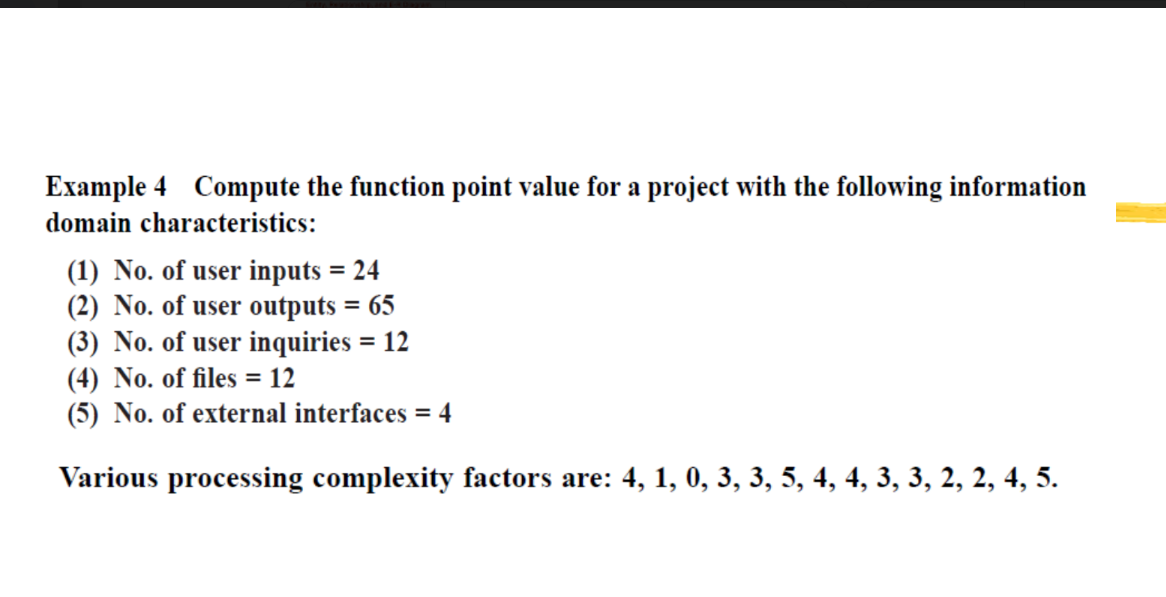 Example 4 Compute the function point value for a project with the following information
domain characteristics:
(1) No. of user inputs = 24
(2) No. of user outputs = 65
(3) No. of user inquiries = 12
(4) No. of files = 12
(5) No. of external interfaces = 4
Various processing complexity factors are: 4, 1, 0, 3, 3, 5, 4, 4, 3, 3, 2, 2, 4, 5.